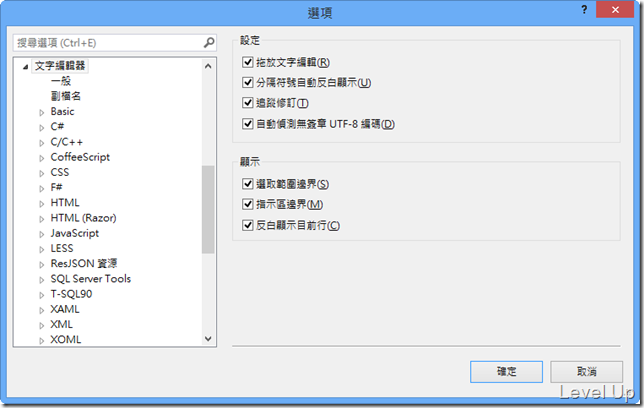 選項
?
搜尋選項 (Ctrl+E)
文字編輯器
一般
副檔名
Basic
C#
C/C++
CoffeeScript
CSS
F#
HTML
HTML (Razor)
JavaScript
LESS
ResJSON 資源
SQL Server Tools
T-SQL90
XAML
XML
XOML
設定
拖放文字編輯(R)
分隔符號自動反白顯示(U)
追蹤修訂(T)
自動偵測無簽章 UTF-8 編碼(D)
顯示
選取範圍邊界(S)
指示區邊界(M)
反白顯示目前行(C)
確定
取消
Level Up